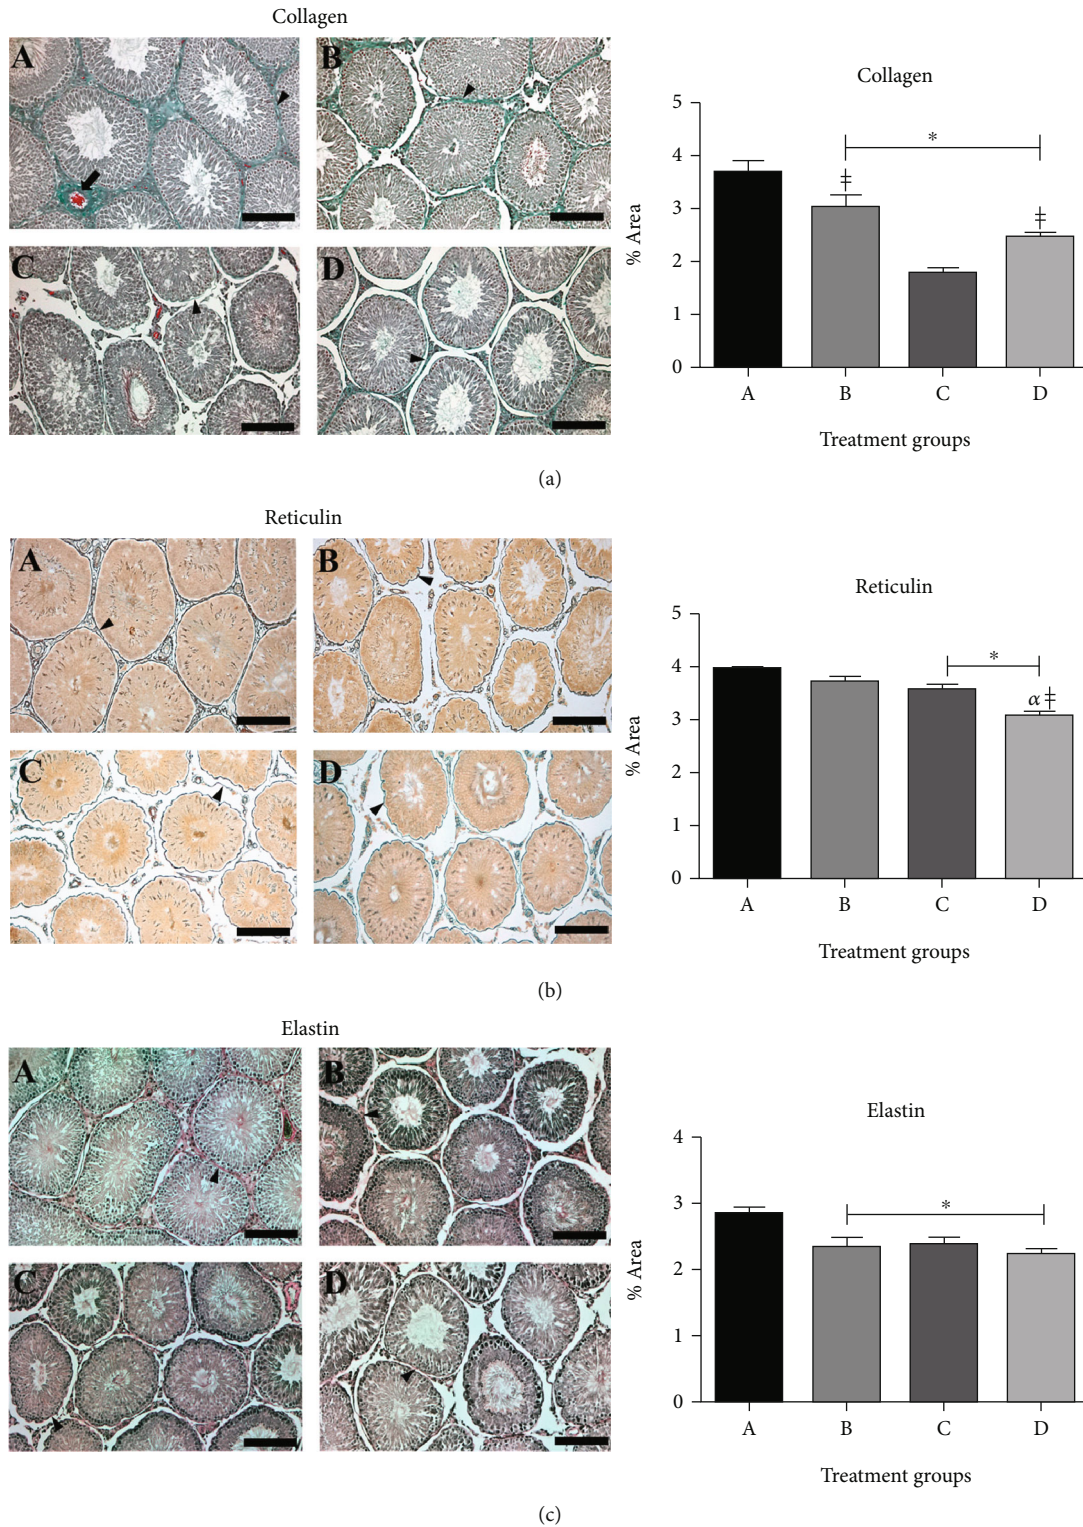 Collagen
A
B
C
D
Collagen
5
4
3
2
1
0
% Area
*
ǂ
ǂ
A B C D
Treatment groups
(a)
Reticulin
A
B
C
D
Reticulin
5
4
3
2
1
0
% Area
*
α ǂ
A B C D
Treatment groups
(b)
Elastin
A
B
C
D
Elastin
4
3
2
1
0
% Area
*
A B C D
Treatment groups
(c)